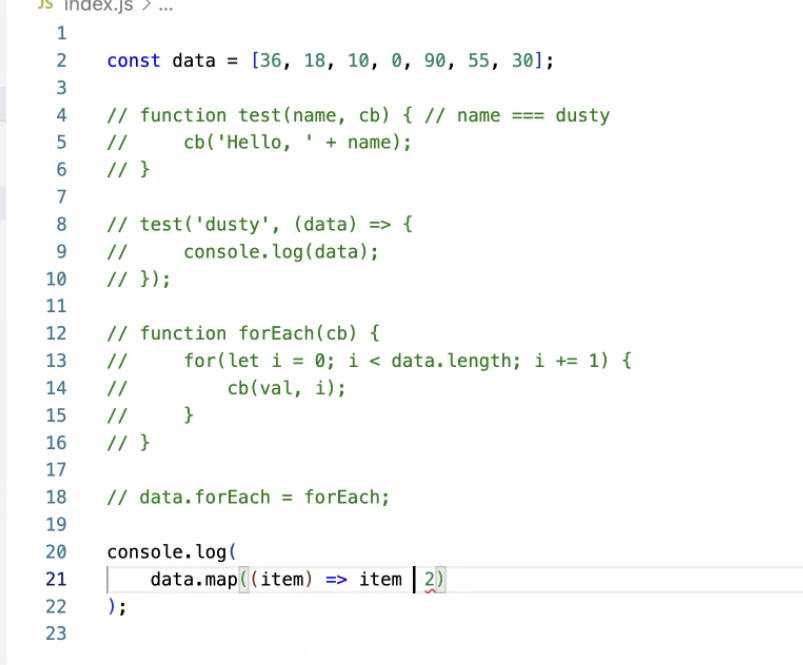 JS index.js > ...
1
2 const data = [36, 18, 10, 0, 90, 55, 30];
3
4 // function test(name, cb) { // name === dusty
5 //     cb('Hello, ' + name);
6 // }
7
8 // test('dusty', (data) => {
9 //     console.log(data);
10 // });
11
12 // function forEach(cb) {
13 //     for(let i = 0; i < data.length; i += 1) {
14 //         cb(val, i);
15 //     }
16 // }
17
18 // data.forEach = forEach;
19
20 console.log(
21     data.map((item) => item  2)
22 );
23